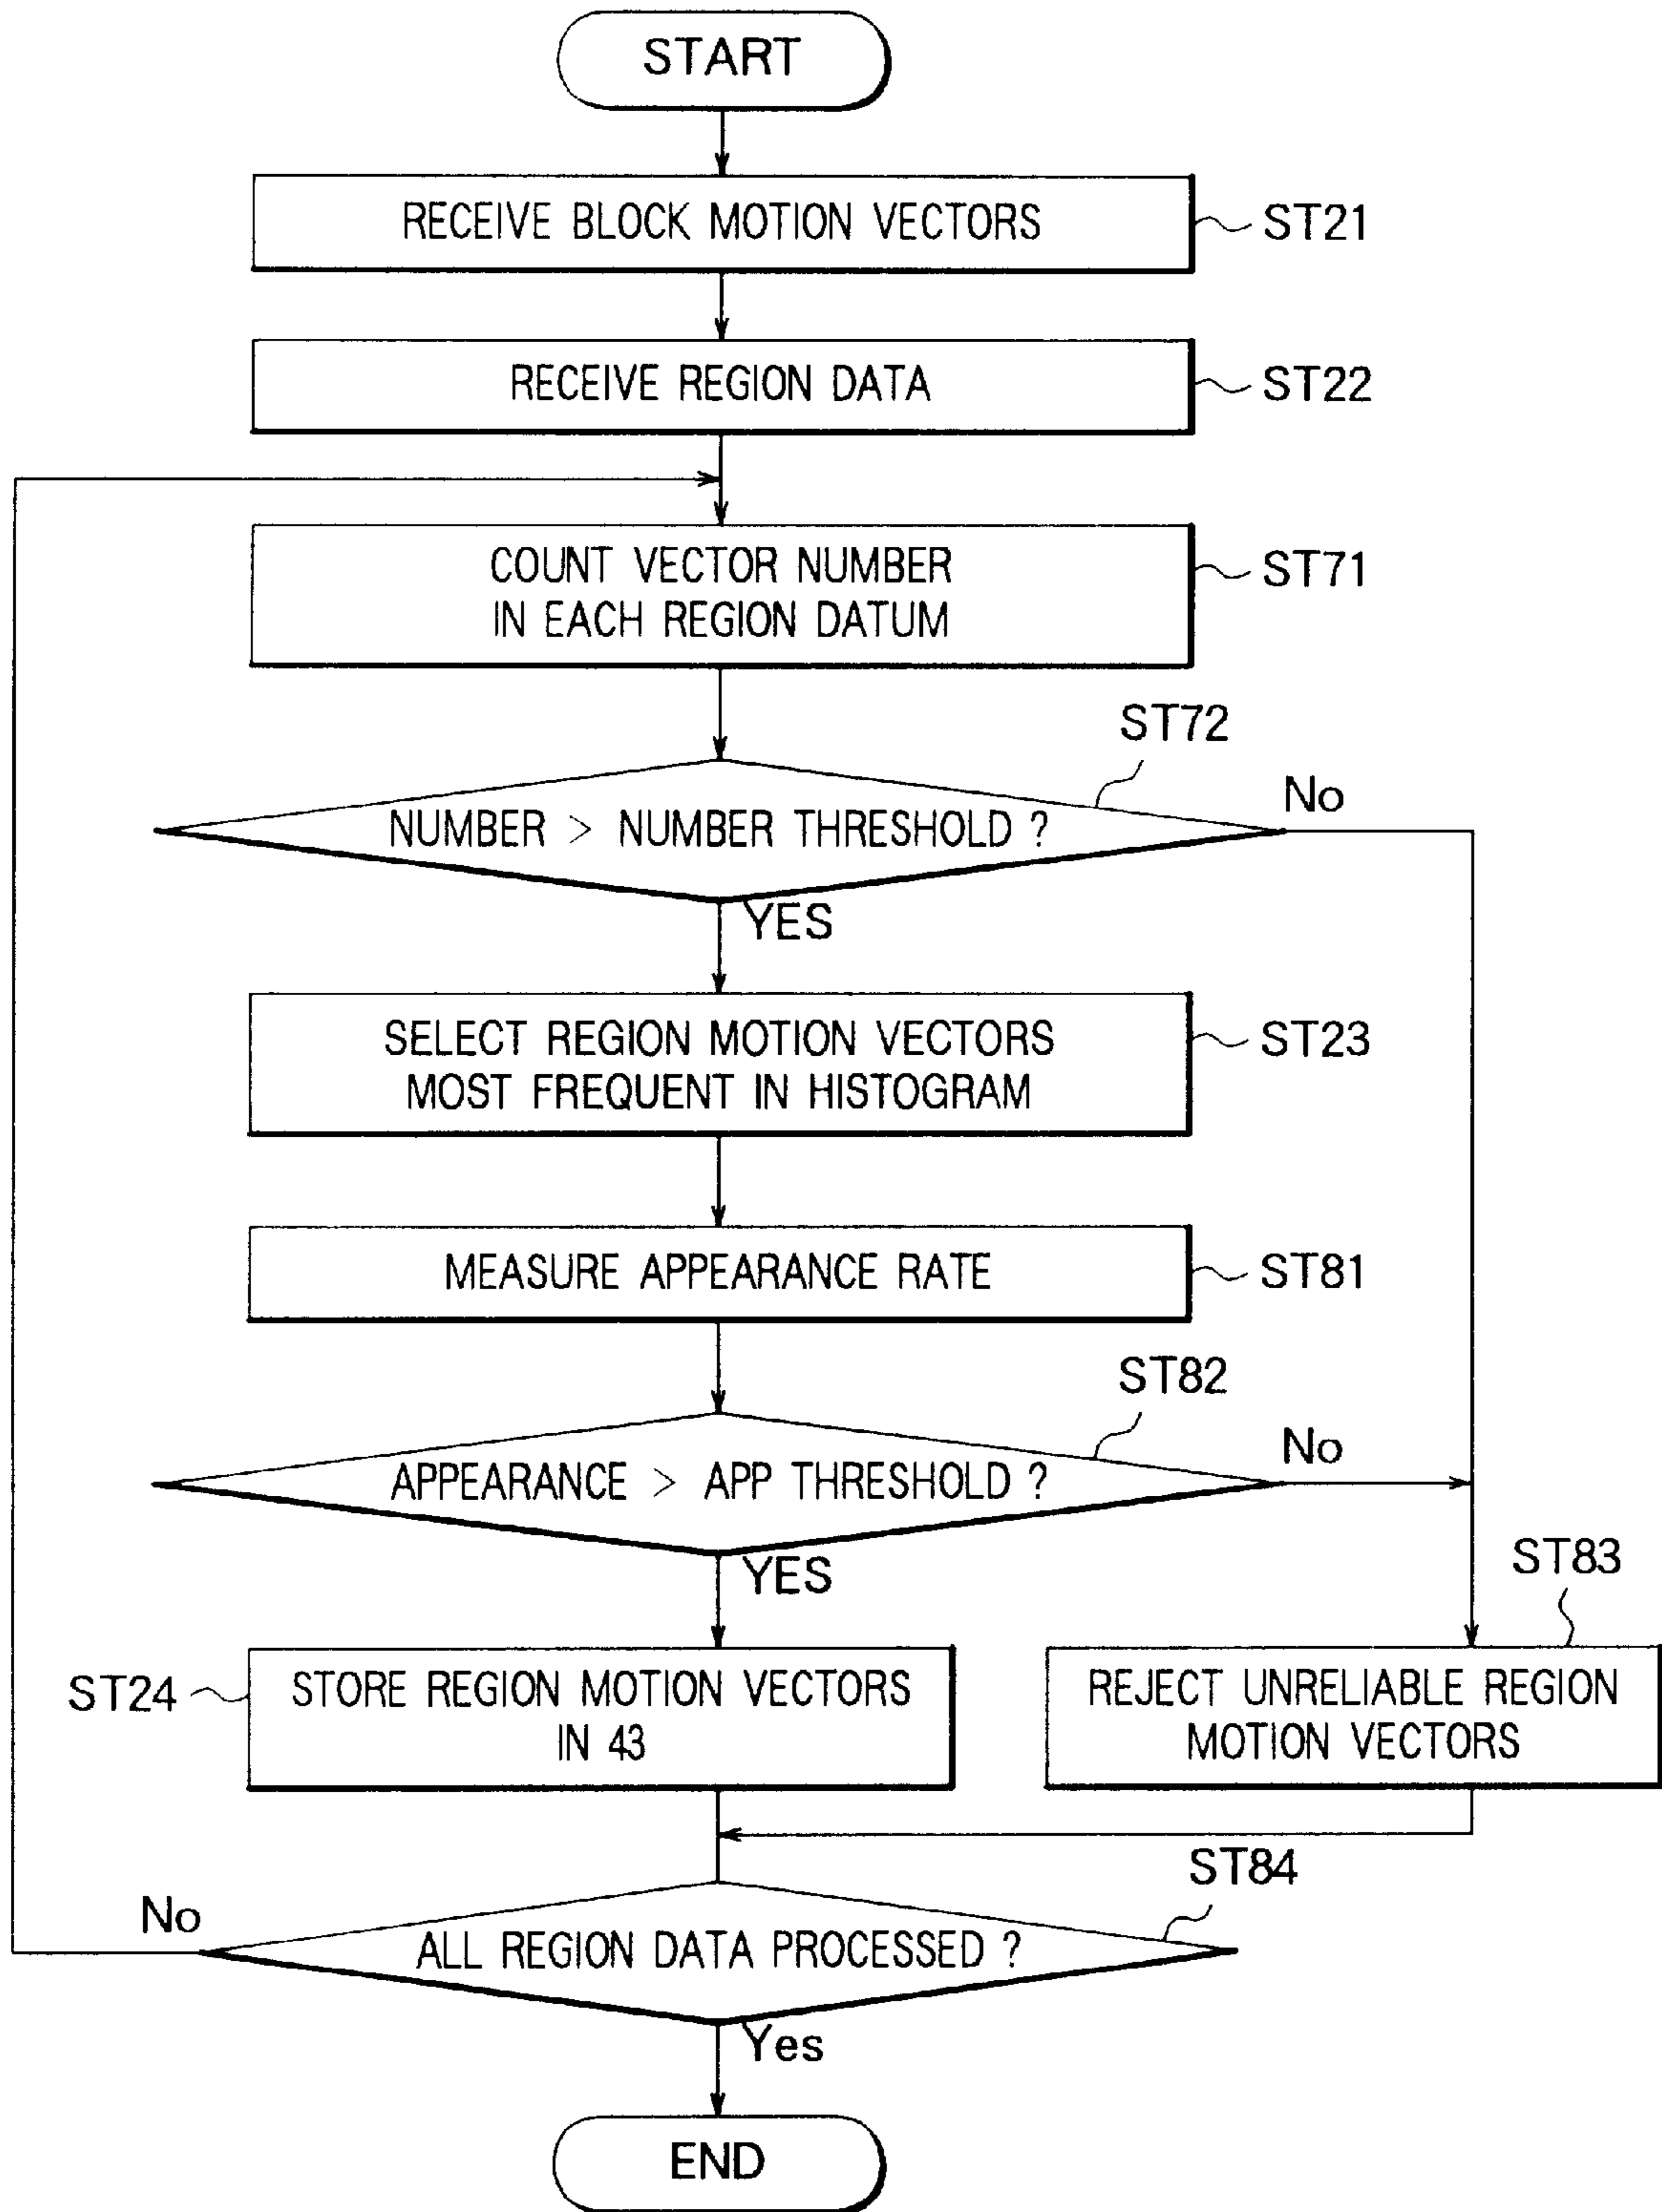 START
RECEIVE BLOCK MOTION VECTORS
ST21
RECEIVE REGION DATA
ST22
COUNT VECTOR NUMBER
IN EACH REGION DATUM
ST71
ST72
NUMBER > NUMBER THRESHOLD ?
No
YES
SELECT REGION MOTION VECTORS
MOST FREQUENT IN HISTOGRAM
ST23
MEASURE APPEARANCE RATE
ST81
ST82
APPEARANCE > APP THRESHOLD ?
No
YES
ST83
ST24
STORE REGION MOTION VECTORS
IN 43
REJECT UNRELIABLE REGION
MOTION VECTORS
ST84
No
ALL REGION DATA PROCESSED ?
Yes
END